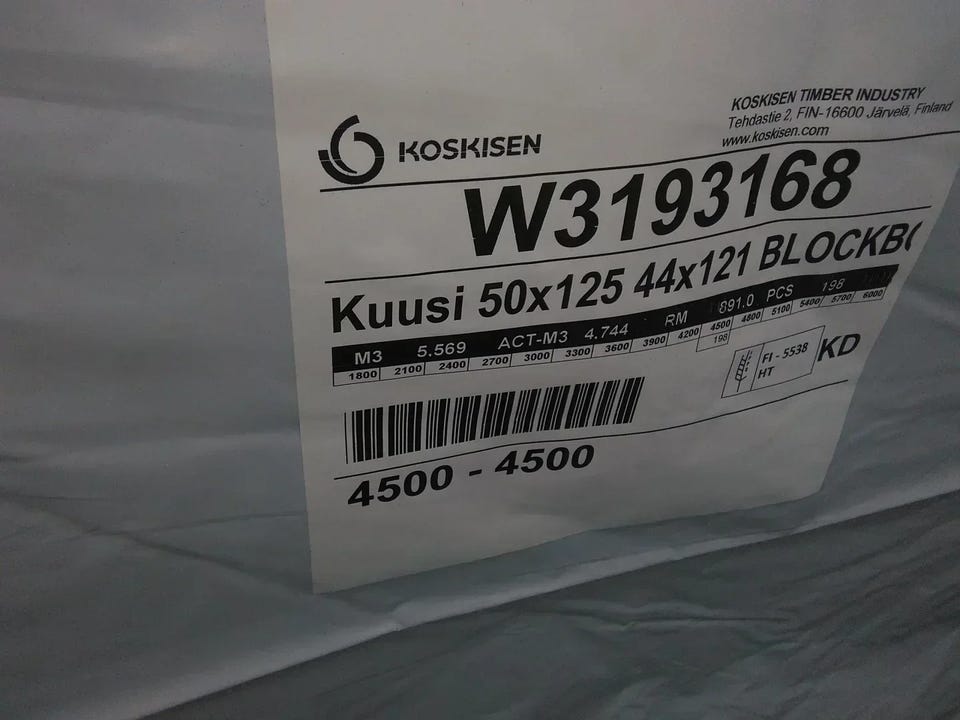 KOSKISEN
KOSKISEN TIMBER INDUSTRY
Tehdastie 2, FIN-16600 Järvelä, Finland
www.koskisen.com
W3193168
Kuusi 50x125 44x121 BLOCKB
M3 5.569 ACT-M3 4.744 RM 891.0 PCS 198
1800 2100 2400 2700 3000 3300 3600 3900 4200 4500 4800 5100 5400 5700 6000
198
FI - 5538
HT
KD
4500 - 4500